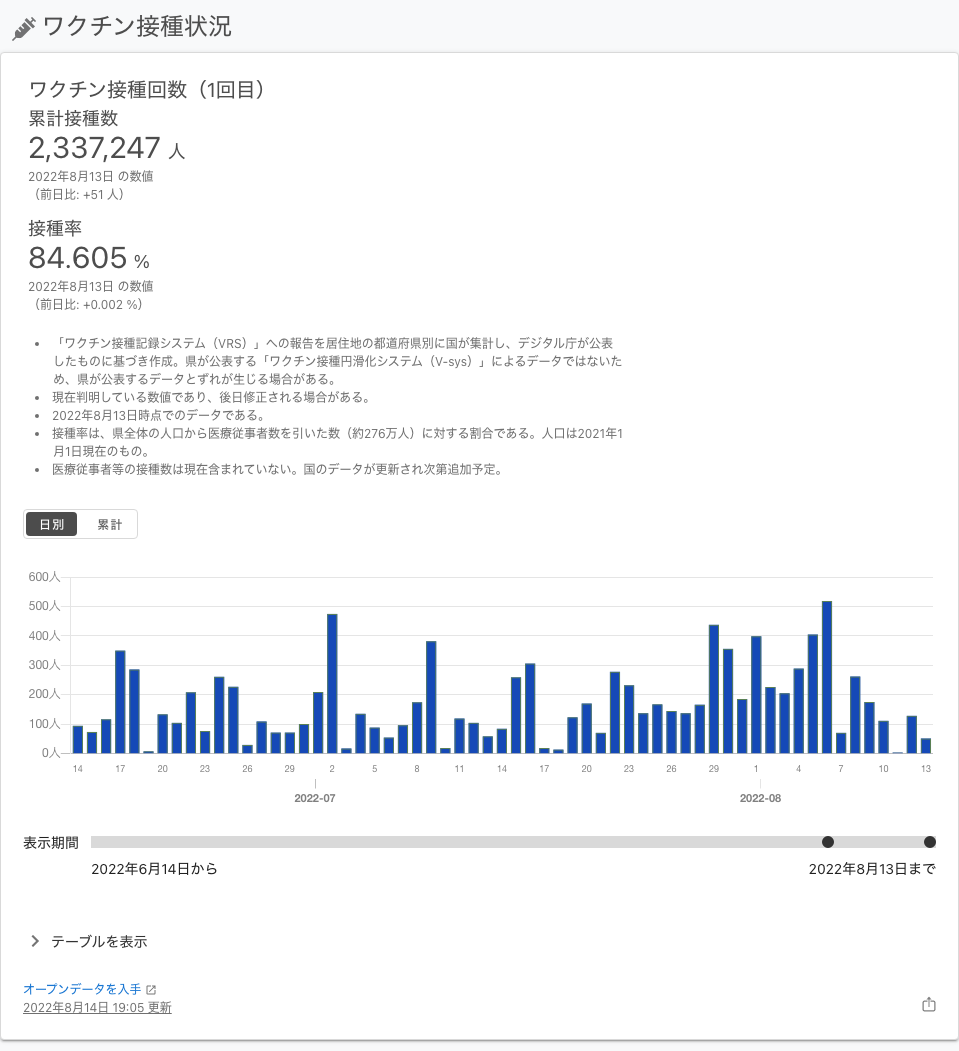 ワクチン接種状況
ワクチン接種回数（1回目）
累計接種数
2,337,247 人
2022年8月13日 の数値
（前日比: +51 人）
接種率
84.605 %
2022年8月13日 の数値
（前日比: +0.002 %）
• 「ワクチン接種記録システム（VRS）」への報告を居住地の都道府県別に国が集計し、デジタル庁が公表
したものに基づき作成。県が公表する「ワクチン接種円滑化システム（V-sys）」によるデータではないた
め、県が公表するデータとずれが生じる場合がある。
• 現在判明している数値であり、後日修正される場合がある。
• 2022年8月13日時点でのデータである。
• 接種率は、県全体の人口から医療従事者数を引いた数（約276万人）に対する割合である。人口は2021年1
月1日現在のもの。
• 医療従事者等の接種数は現在含まれていない。国のデータが更新され次第追加予定。
日別 累計
600人
500人
400人
300人
200人
100人
0人
14 17 20 23 26 29 2 5 8 11 14 17 20 23 26 29 1 4 7 10 13
2022-07 2022-08
表示期間
2022年6月14日から 2022年8月13日まで
テーブルを表示
オープンデータを入手
2022年8月14日 19:05 更新